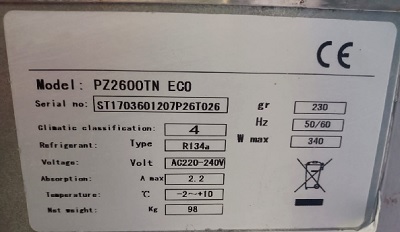 CE
Model: PZ2600TN ECO
Serial no: ST1703601207P26T026
gr 230
Climatic classification: 4
Hz 50/60
Refrigerant: Type R134a
W max 340
Voltage: Volt AC220-240V
Absorption: A max 2.2
Temperature: ℃ -2~+10
Net weight: Kg 98